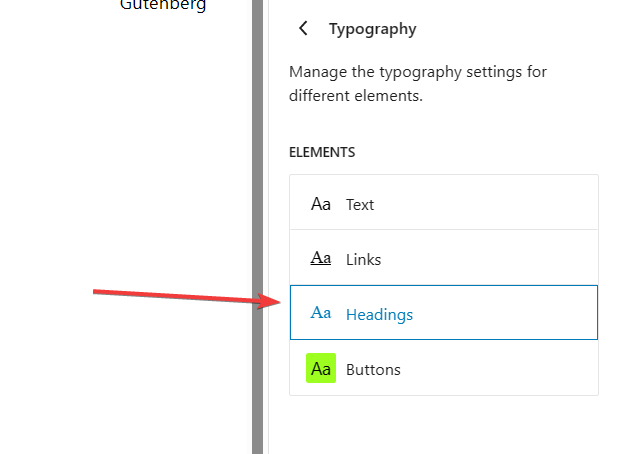 Gutenberg
Typography
Manage the typography settings for
different elements.
ELEMENTS
Aa Text
Aa Links
Aa Headings
Aa Buttons